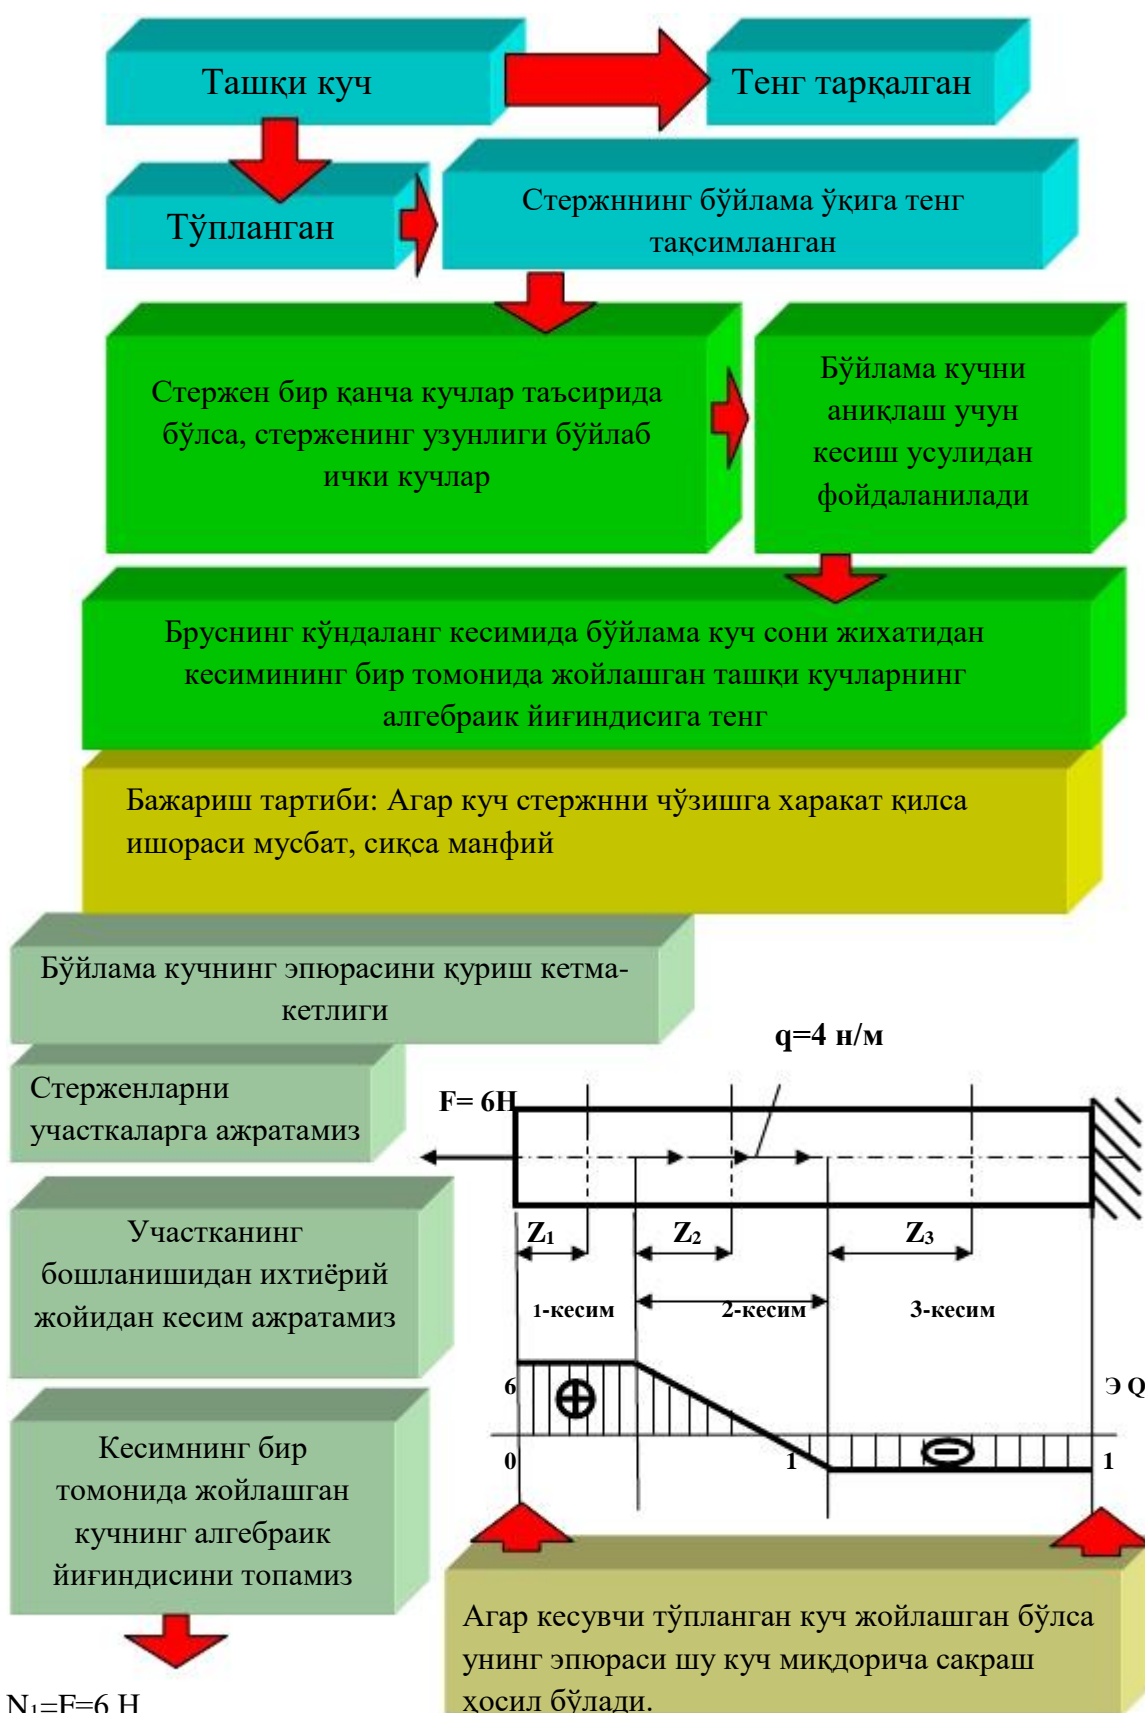 Ташқи куч
Тенг тарқалган
Тўпланган
Стержннинг бўйлама ўқига тенг
тақсимланган
Стержен бир қанча кучлар таъсирида
бўлса, стерженинг узунлиги бўйлаб
ички кучлар
Бўйлама кучни
аниқлаш учун
кесиш усулидан
фойдаланилади
Бруснинг кўндаланг кесимида бўйлама куч сони жихатидан
кесимининг бир томонида жойлашган ташқи кучларнинг
алгебраик йиғиндисига тенг
Бажариш тартиби: Агар куч стержнни чўзишга харакат қилса
ишораси мусбат, сиқса манфий
Бўйлама кучнинг эпюрасини қуриш кетма-
кетлиги
Стерженларни
участкаларга ажратамиз
Участканинг
бошланишидан ихтиёрий
жойидан кесим ажратамиз
Кесимнинг бир
томонида жойлашган
кучнинг алгебраик
йиғиндисини топамиз
N₁=F=6 Н
q=4 н/м
F= 6Н
Z₁
Z₂
Z₃
1-кесим
2-кесим
3-кесим
6
Э Q
0
1
1
Агар кесувчи тўпланган куч жойлашган бўлса
унинг эпюраси шу куч миқдорича сакраш
ҳосил бўлади.